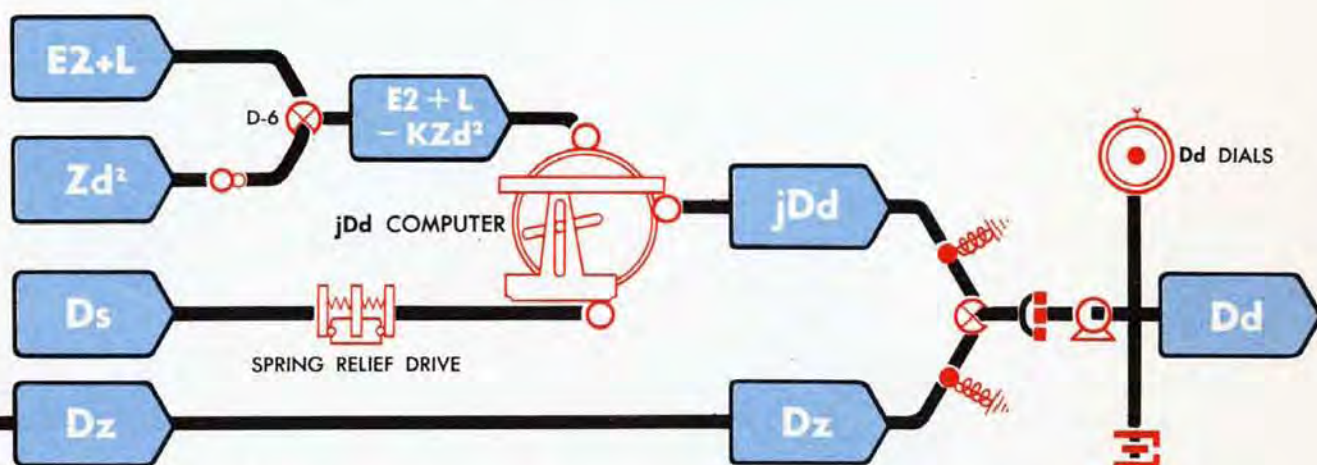 E2+L
D-6
E2 + L
- KZd²
Zd²
Dd DIALS
jDd COMPUTER
jDd
Ds
SPRING RELIEF DRIVE
Dd
Dz
Dz